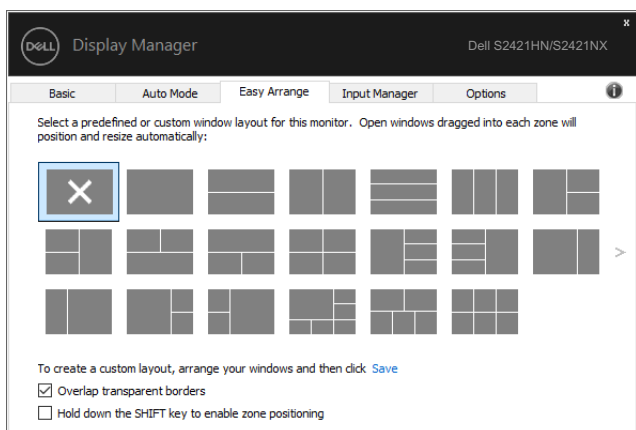 x
DELL Display Manager Dell S2421HN/S2421NX
Basic Auto Mode Easy Arrange Input Manager Options i
Select a predefined or custom window layout for this monitor. Open windows dragged into each zone will
position and resize automatically:
>
To create a custom layout, arrange your windows and then click Save
Overlap transparent borders
Hold down the SHIFT key to enable zone positioning